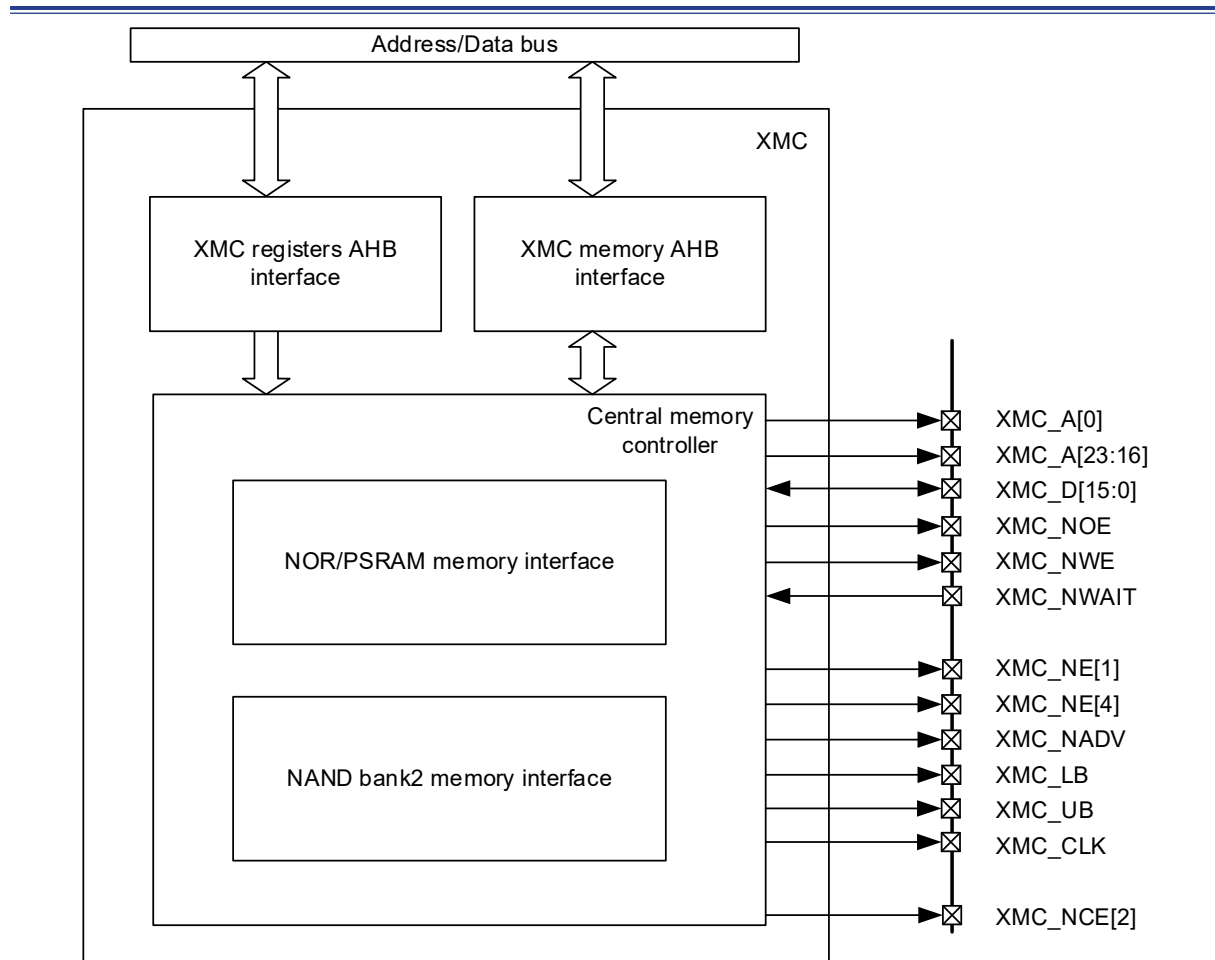 Address/Data bus
XMC
XMC registers AHB
interface
XMC memory AHB
interface
Central memory
controller
NOR/PSRAM memory interface
NAND bank2 memory interface
XMC_A[0]
XMC_A[23:16]
XMC_D[15:0]
XMC_NOE
XMC_NWE
XMC_NWAIT
XMC_NE[1]
XMC_NE[4]
XMC_NADV
XMC_LB
XMC_UB
XMC_CLK
XMC_NCE[2]